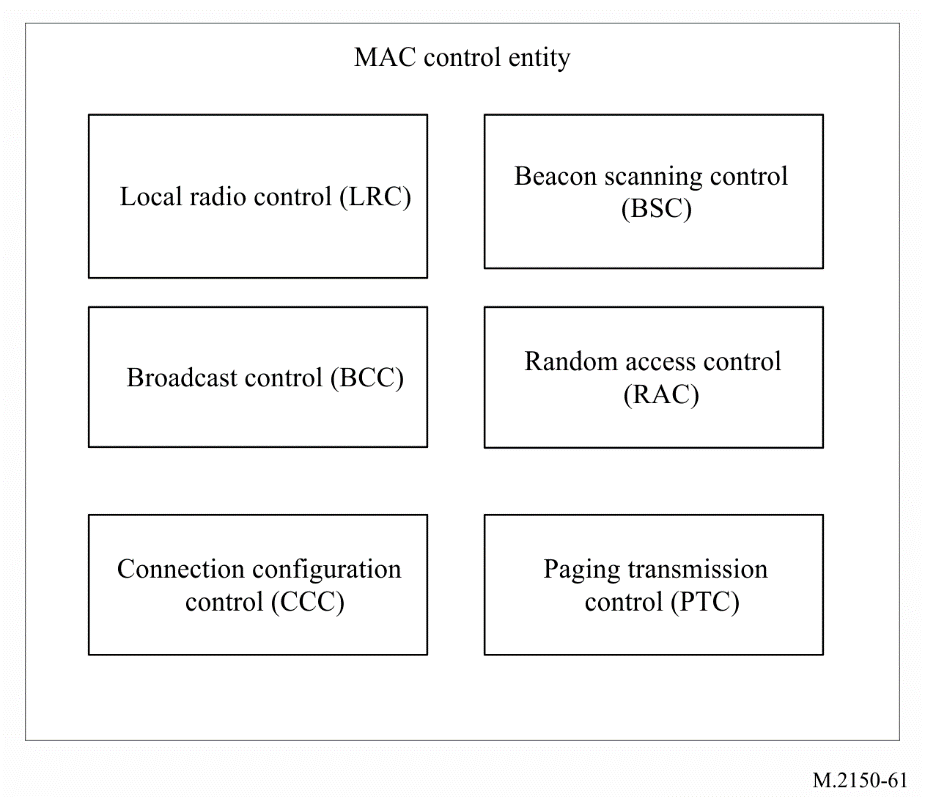 MAC control entity
Local radio control (LRC)
Beacon scanning control
(BSC)
Broadcast control (BCC)
Random access control
(RAC)
Connection configuration
control (CCC)
Paging transmission
control (PTC)
M.2150-61